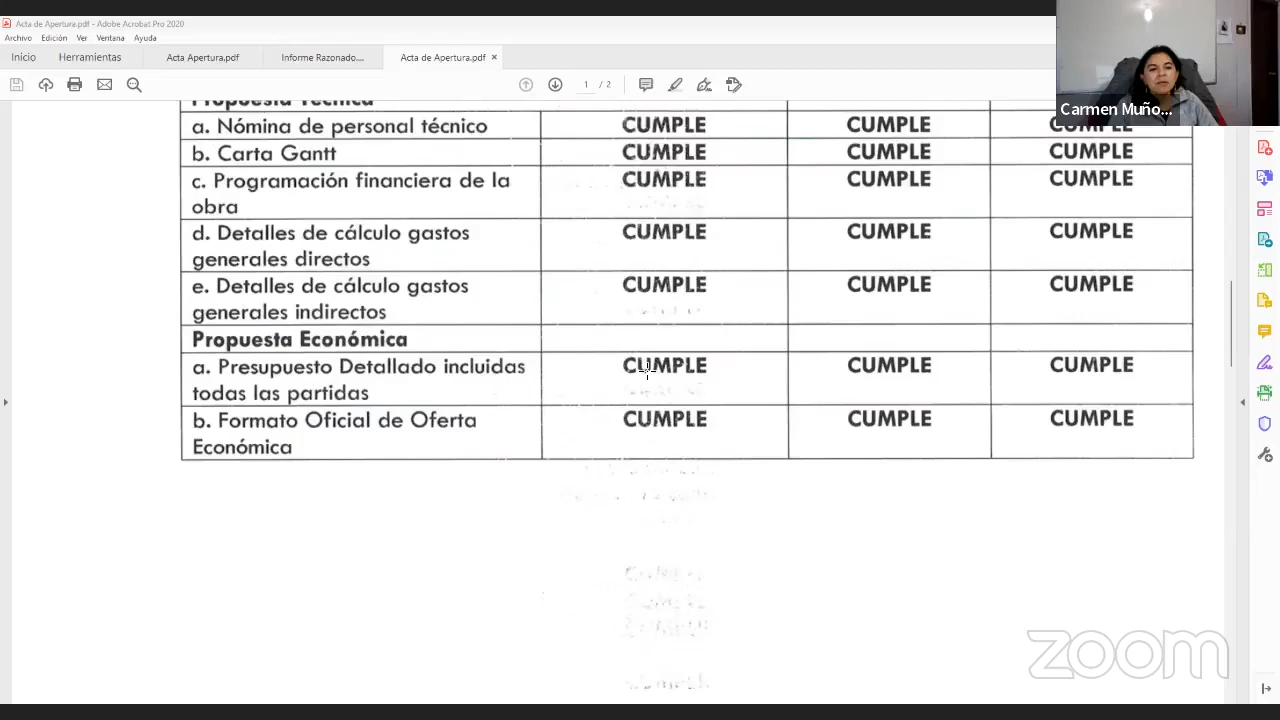 Acta de Apertura.pdf - Adobe Acrobat Pro 2020
Archivo Edición Ver Ventana Ayuda
Inicio Herramientas Acta Apertura.pdf Informe Razonado.... Acta de Apertura.pdf ×
1 / 2
Carmen Muño...
Propuesta Técnica
a. Nómina de personal técnico CUMPLE CUMPLE CUMPLE
b. Carta Gantt CUMPLE CUMPLE CUMPLE
c. Programación financiera de la CUMPLE CUMPLE CUMPLE
obra
d. Detalles de cálculo gastos CUMPLE CUMPLE CUMPLE
generales directos
e. Detalles de cálculo gastos CUMPLE CUMPLE CUMPLE
generales indirectos
Propuesta Económica
a. Presupuesto Detallado incluidas CUMPLE CUMPLE CUMPLE
todas las partidas
b. Formato Oficial de Oferta CUMPLE CUMPLE CUMPLE
Económica
zoom